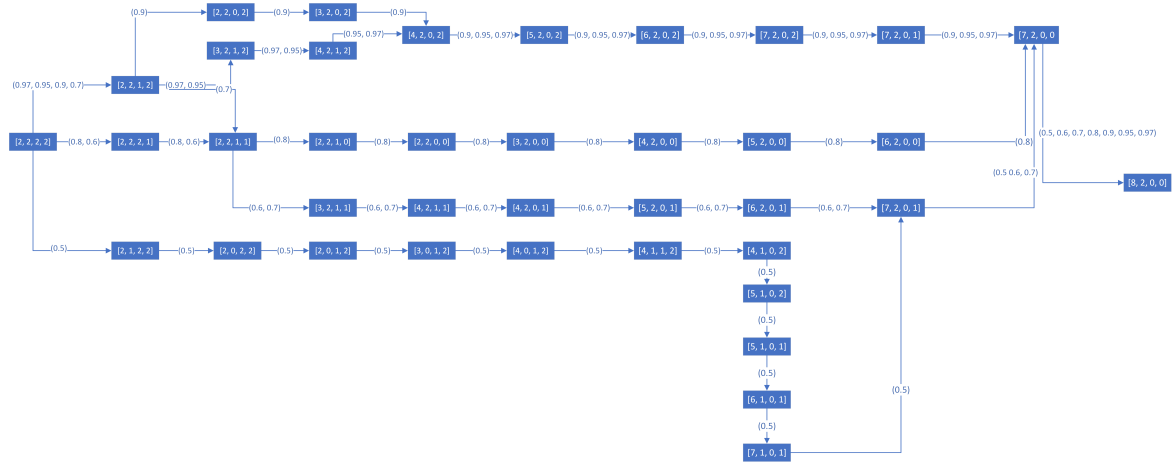 (0.9) [2, 2, 0, 2] (0.9) [3, 2, 0, 2] (0.9)
[4, 2, 0, 2] (0.9, 0.95, 0.97) [5, 2, 0, 2] (0.9, 0.95, 0.97) [6, 2, 0, 2] (0.9, 0.95, 0.97) [7, 2, 0, 2] (0.9, 0.95, 0.97) [7, 2, 0, 1] (0.9, 0.95, 0.97) [7, 2, 0, 0
(0.95, 0.97)
[3, 2, 1, 2] (0.97, 0.95) [4, 2, 1, 2]
(0.97, 0.95, 0.9, 0.7) [2, 2, 1, 2] (0.97, 0.95)
(0.7)
(0.5, 0.6, 0.7, 0.8, 0.9, 0.95, 0.97)
[2, 2, 2, 2] (0.8, 0.6) [2, 2, 2, 1] (0.8, 0.6) [2, 2, 1, 1] (0.8) [2, 2, 1, 0] (0.8) [2, 2, 0, 0] (0.8) [3, 2, 0, 0] (0.8) [4, 2, 0, 0] (0.8) [5, 2, 0, 0] (0.8) [6, 2, 0, 0] (0.8)
(0.5 0.6, 0.7)
[8, 2, 0, 0]
(0.6, 0.7) [3, 2, 1, 1] (0.6, 0.7) [4, 2, 1, 1] (0.6, 0.7) [4, 2, 0, 1] (0.6, 0.7) [5, 2, 0, 1] (0.6, 0.7) [6, 2, 0, 1] (0.6, 0.7) [7, 2, 0, 1]
(0.5) [2, 1, 2, 2] (0.5) [2, 0, 2, 2] (0.5) [2, 0, 1, 2] (0.5) [3, 0, 1, 2] (0.5) [4, 0, 1, 2] (0.5) [4, 1, 1, 2] (0.5) [4, 1, 0, 2]
(0.5)
[5, 1, 0, 2]
(0.5)
[5, 1, 0, 1]
(0.5)
(0.5)
[6, 1, 0, 1]
(0.5)
[7, 1, 0, 1]